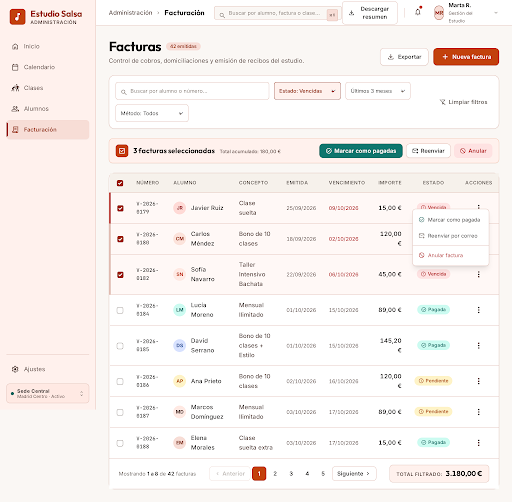 Estudio Salsa
ADMINISTRACIÓN
Inicio
Calendario
Clases
Alumnos
Facturación
Ajustes
Sede Central
Madrid Centro · Activo
Administración › Facturación
Buscar por alumno, factura o clase...
Descargar resumen
MR
Marta R.
Gestión del Estudio
Facturas
42 emitidas
Control de cobros, domiciliaciones y emisión de recibos del estudio.
Exportar
Nueva factura
Buscar por alumno o número...
Estado: Vencidas
Últimos 3 meses
Limpiar filtros
Método: Todos
3 facturas seleccionadas
Total acumulado: 180,00 €
Marcar como pagadas
Reenviar
Anular
NÚMERO ALUMNO CONCEPTO EMITIDA VENCIMIENTO IMPORTE ESTADO ACCIONES
V-2026-0179 JR Javier Ruiz Clase suelta 25/09/2026 09/10/2026 15,00 € Vencida
Marcar como pagada
Reenviar por correo
Anular factura
V-2026-0180 CM Carlos Méndez Bono de 10 clases 18/09/2026 02/10/2026 120,00 €
V-2026-0182 SN Sofía Navarro Taller Intensivo Bachata 22/09/2026 06/10/2026 45,00 € Vencida
V-2026-0184 LM Lucía Moreno Mensual Ilimitado 01/10/2026 15/10/2026 89,00 € Pagada
V-2026-0185 DS David Serrano Bono de 10 clases + Estilo 01/10/2026 15/10/2026 145,20 € Pagada
V-2026-0186 AP Ana Prieto Bono de 10 clases 02/10/2026 16/10/2026 120,00 € Pendiente
V-2026-0187 MD Marcos Domínguez Mensual Ilimitado 03/10/2026 17/10/2026 89,00 € Pendiente
V-2026-0188 EM Elena Morales Clase suelta extra 03/10/2026 17/10/2026 15,00 € Pagada
Mostrando 1 a 8 de 42 facturas
‹ Anterior 1 2 3 4 5 Siguiente ›
TOTAL FILTRADO: 3.180,00 €